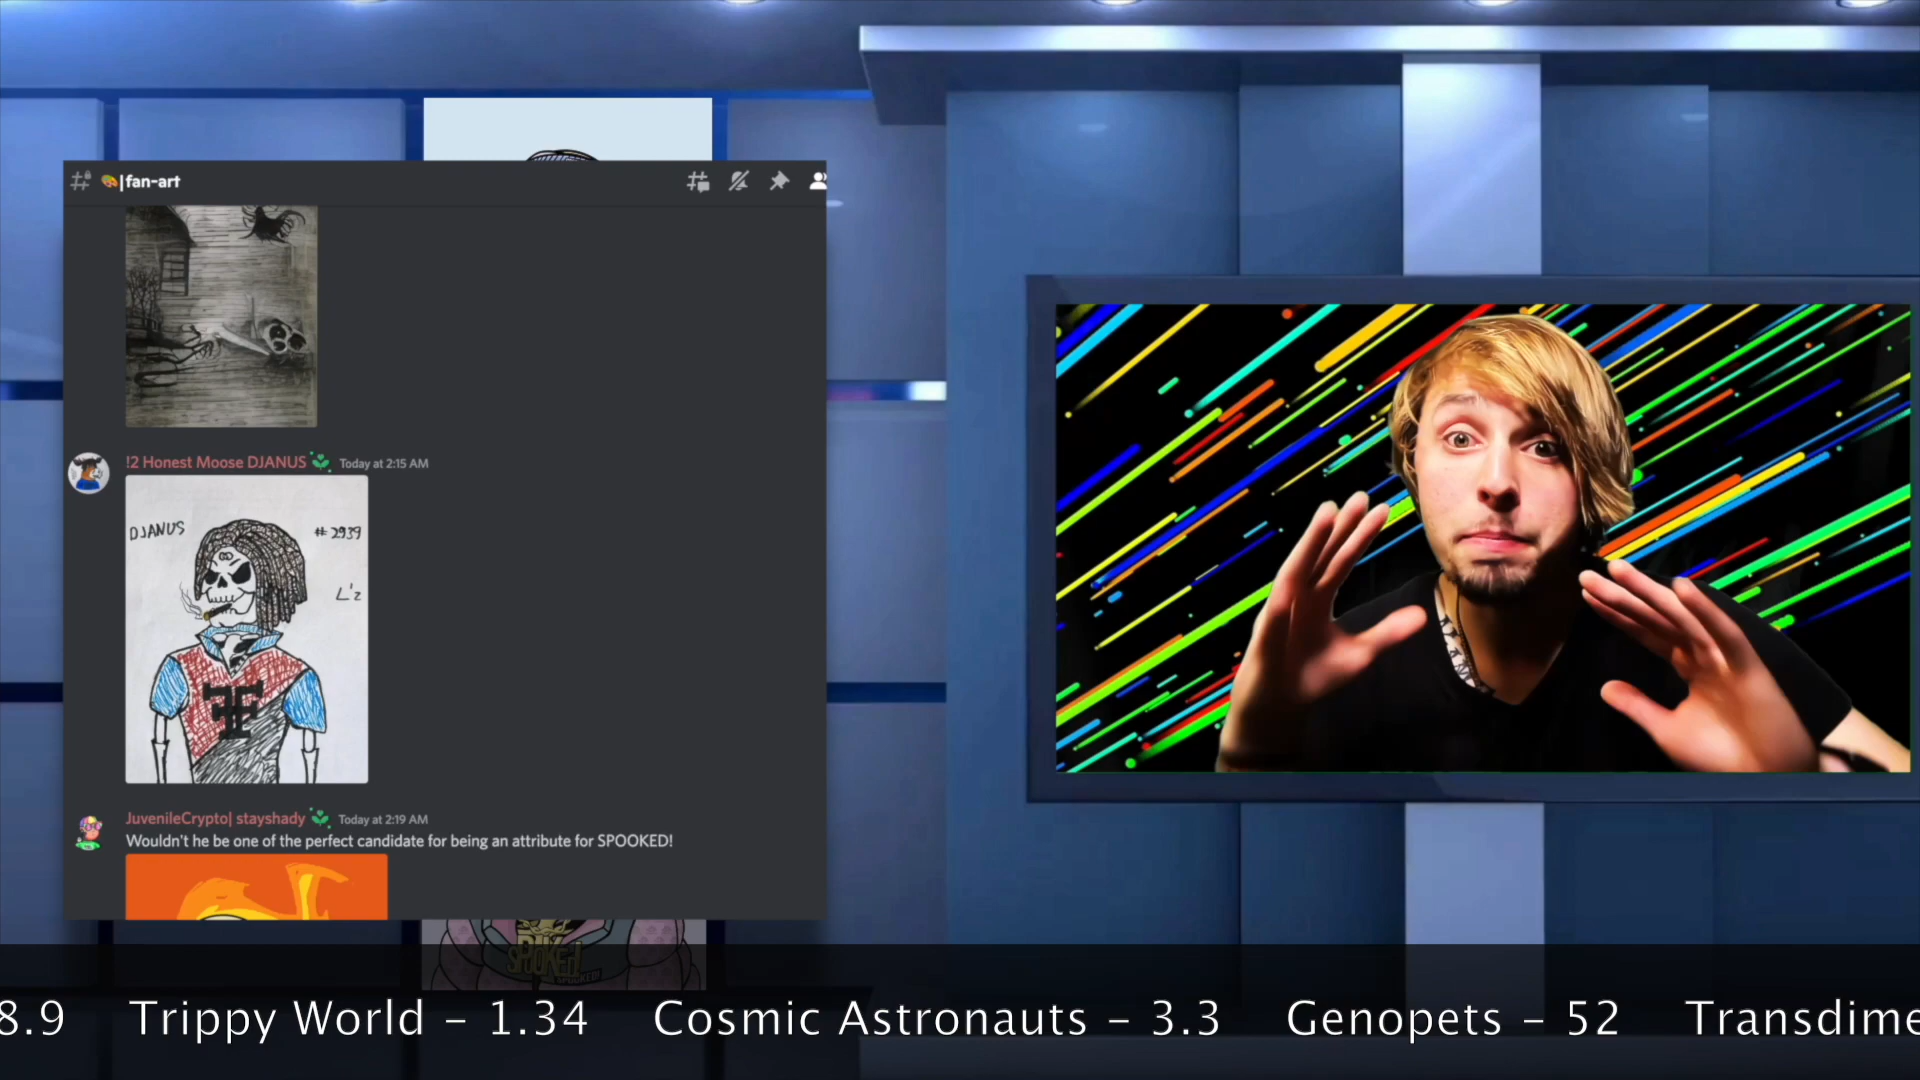 |fan-art
!2 Honest Moose DJANUS Today at 2:15 AM
DJANUS
# 2939
L'z
JuvenileCrypto| stayshady Today at 2:19 AM
Wouldn't he be one of the perfect candidate for being an attribute for SPOOKED!
SPOOKED
8.9 Trippy World – 1.34 Cosmic Astronauts – 3.3 Genopets – 52 Transdime